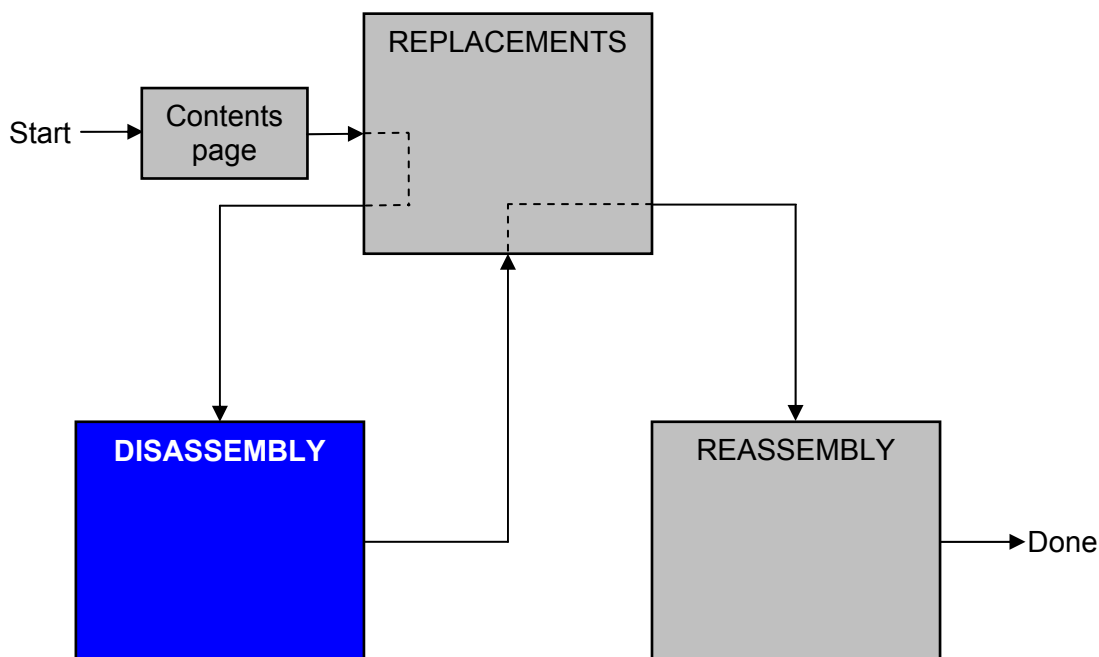 REPLACEMENTS
Start
Contents
page
DISASSEMBLY
REASSEMBLY
Done